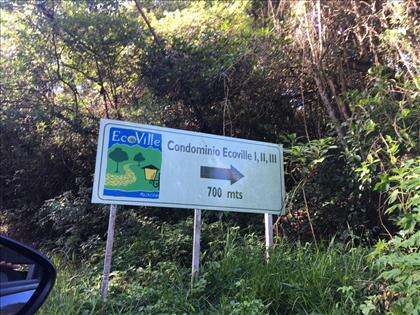 EcoVille
Condominio Ecoville I, II, III
700 mts